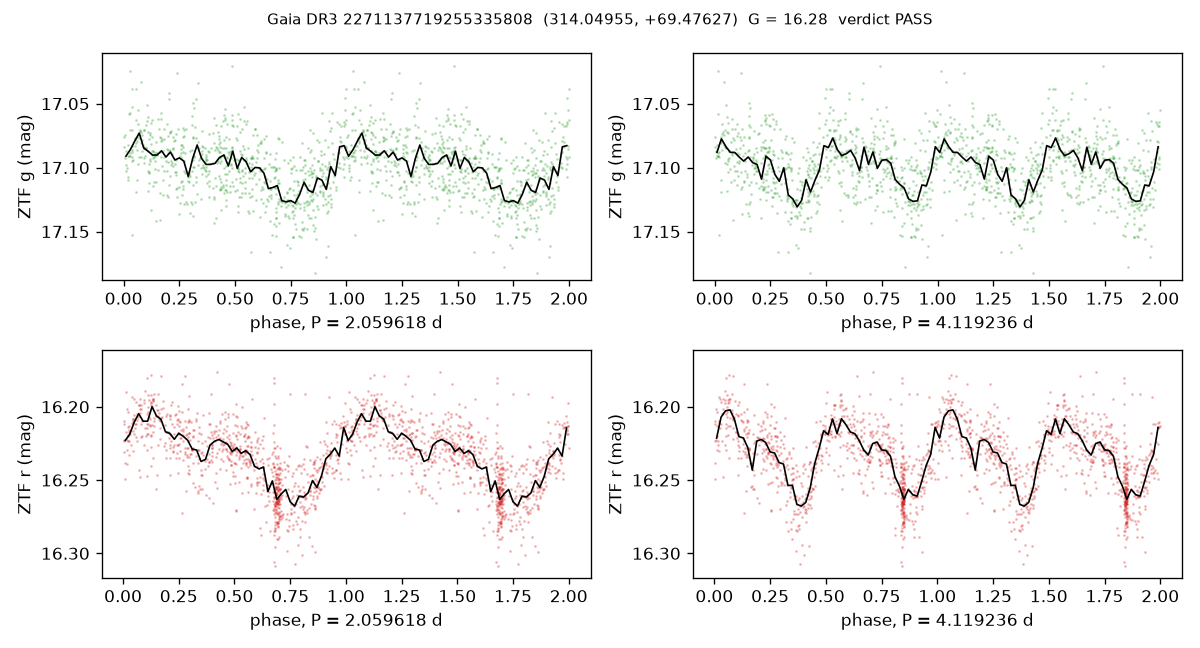 Gaia DR3 2271137719255335808  (314.04955, +69.47627)  G = 16.28  verdict PASS
ZTF g (mag)
17.05
17.10
17.15
0.00 0.25 0.50 0.75 1.00 1.25 1.50 1.75 2.00
phase, P = 2.059618 d
ZTF g (mag)
17.05
17.10
17.15
0.00 0.25 0.50 0.75 1.00 1.25 1.50 1.75 2.00
phase, P = 4.119236 d
ZTF r (mag)
16.20
16.25
16.30
0.00 0.25 0.50 0.75 1.00 1.25 1.50 1.75 2.00
phase, P = 2.059618 d
ZTF r (mag)
16.20
16.25
16.30
0.00 0.25 0.50 0.75 1.00 1.25 1.50 1.75 2.00
phase, P = 4.119236 d